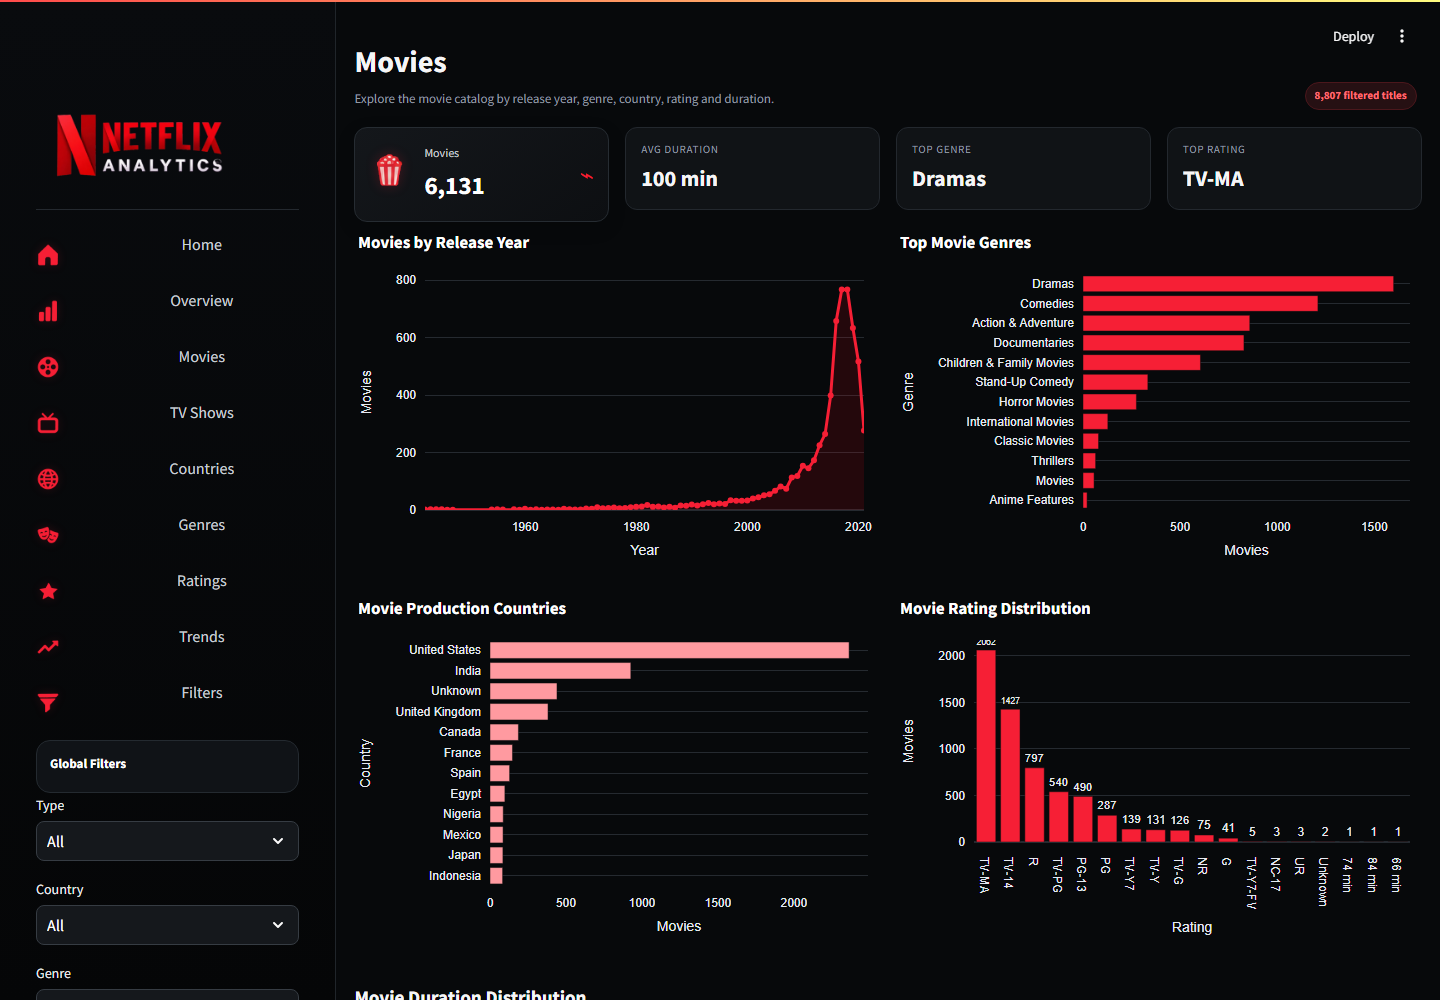 Deploy
NETFLIX
ANALYTICS
Home
Overview
Movies
TV Shows
Countries
Genres
Ratings
Trends
Filters
Global Filters
Type
All
Country
All
Genre
Movies
Explore the movie catalog by release year, genre, country, rating and duration.
8,807 filtered titles
Movies
6,131
AVG DURATION
100 min
TOP GENRE
Dramas
TOP RATING
TV-MA
Movies by Release Year
800
600
400
200
0
Movies
1960 1980 2000 2020
Year
Top Movie Genres
Genre
Dramas
Comedies
Action & Adventure
Documentaries
Children & Family Movies
Stand-Up Comedy
Horror Movies
International Movies
Classic Movies
Thrillers
Movies
Anime Features
0 500 1000 1500
Movies
Movie Production Countries
Country
United States
India
Unknown
United Kingdom
Canada
France
Spain
Egypt
Nigeria
Mexico
Japan
Indonesia
0 500 1000 1500 2000
Movies
Movie Rating Distribution
Movies
2000
1500
1000
500
0
2062 1427 797 540 490 287 139 131 126 75 41 5 3 3 2 1 1 1
TV-MA TV-14 R TV-PG PG-13 PG TV-Y7 TV-Y TV-G NR G TV-Y7-FV NC-17 UR Unknown 74 min 84 min 66 min
Rating
Movie Duration Distribution